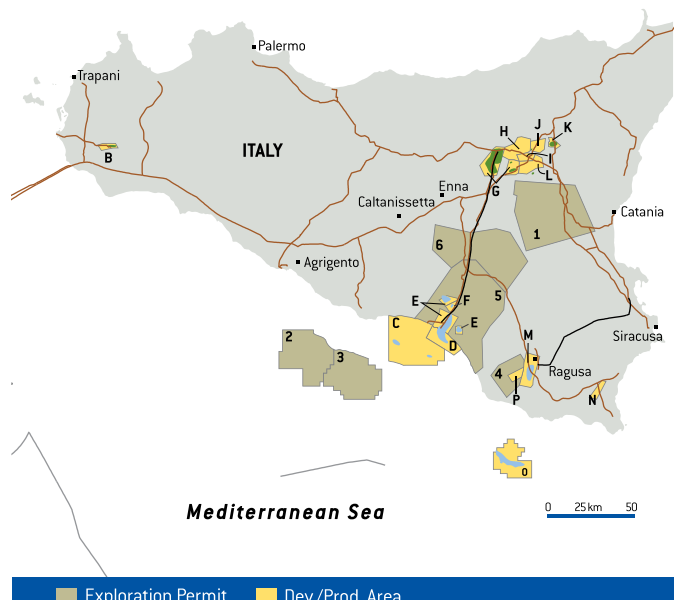 Palermo
Trapani
J
K
H
ITALY
B
I
L
Enna
G
Caltanissetta
Catania
1
6
Agrigento
5
E
F
C
E
M
Siracusa
2
D
3
4
Ragusa
P
N
O
Mediterranean Sea
0 25 km 50
Exploration Permit Dev./Prod. Area